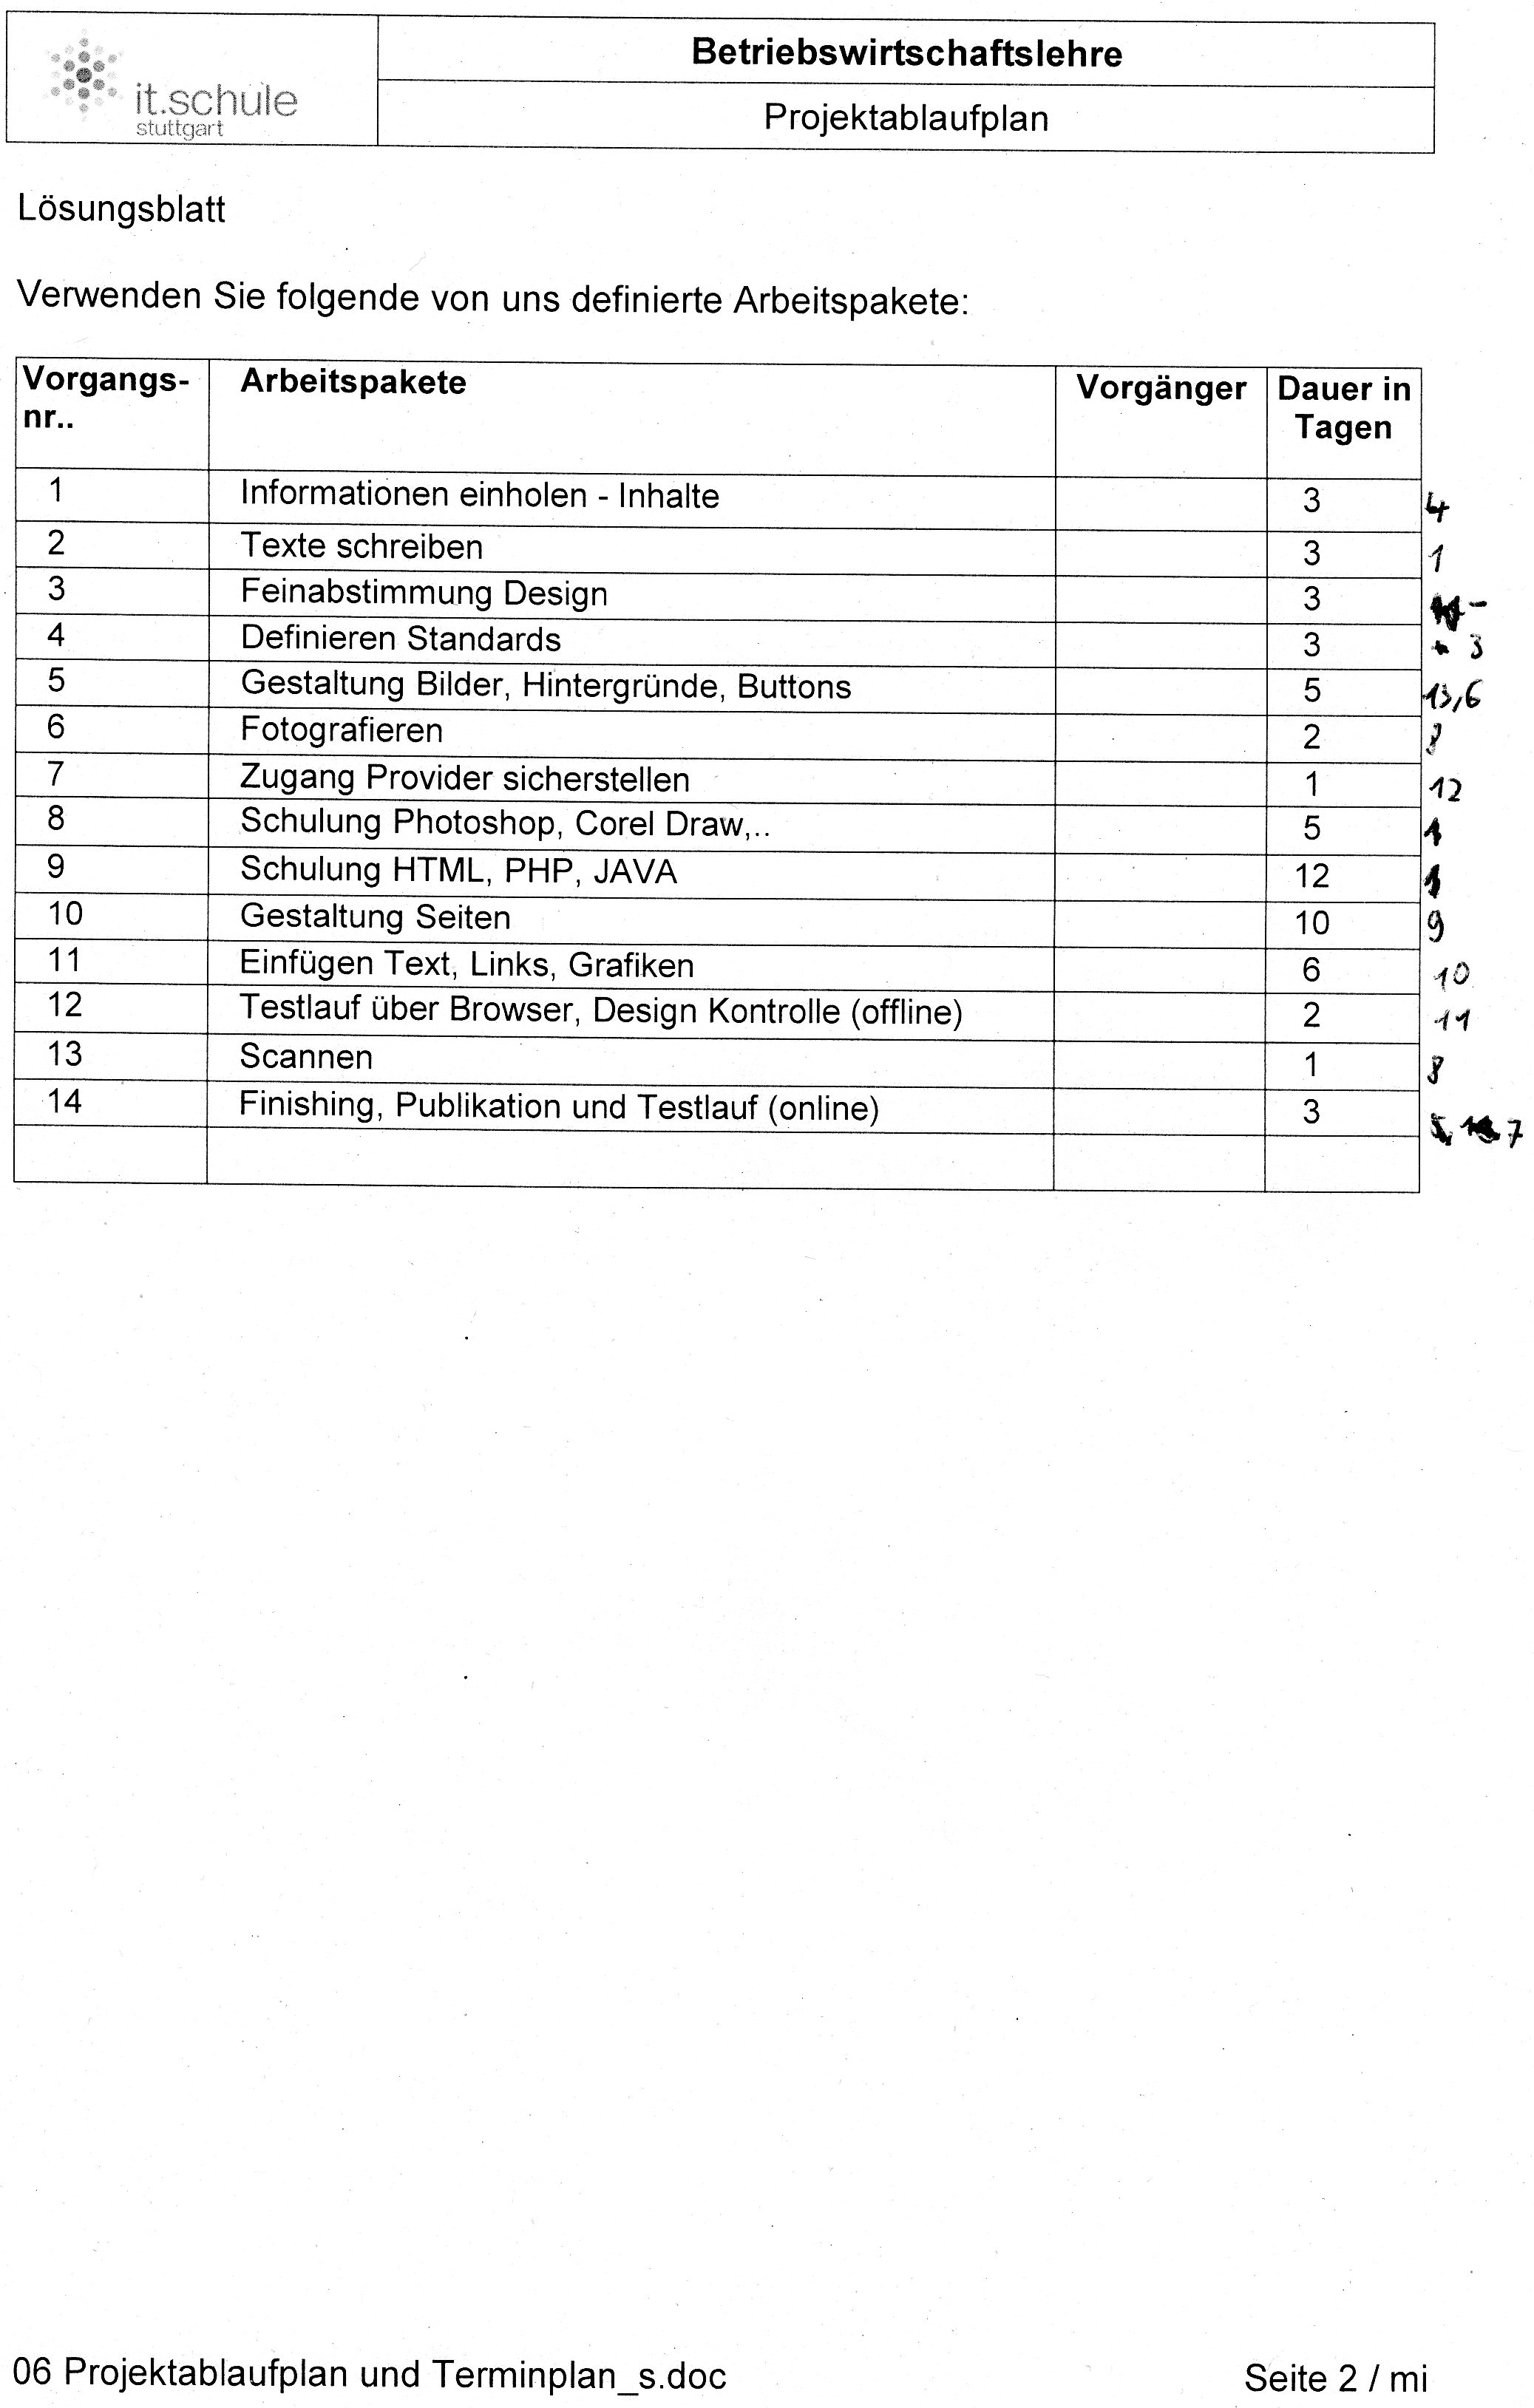 it.schule
stuttgart
Betriebswirtschaftslehre
Projektablaufplan
Lösungsblatt
Verwenden Sie folgende von uns definierte Arbeitspakete:
Vorgangs- Arbeitspakete Vorgänger Dauer in
nr.. Tagen
1 Informationen einholen - Inhalte 3 4
2 Texte schreiben 3 1
3 Feinabstimmung Design 3 -
4 Definieren Standards 3 3
5 Gestaltung Bilder, Hintergründe, Buttons 5 13,6
6 Fotografieren 2 8
7 Zugang Provider sicherstellen 1 12
8 Schulung Photoshop, Corel Draw,.. 5 1
9 Schulung HTML, PHP, JAVA 12 1
10 Gestaltung Seiten 10 9
11 Einfügen Text, Links, Grafiken 6 10
12 Testlauf über Browser, Design Kontrolle (offline) 2 11
13 Scannen 1 8
14 Finishing, Publikation und Testlauf (online) 3 7
06 Projektablaufplan und Terminplan_s.doc Seite 2 / mi